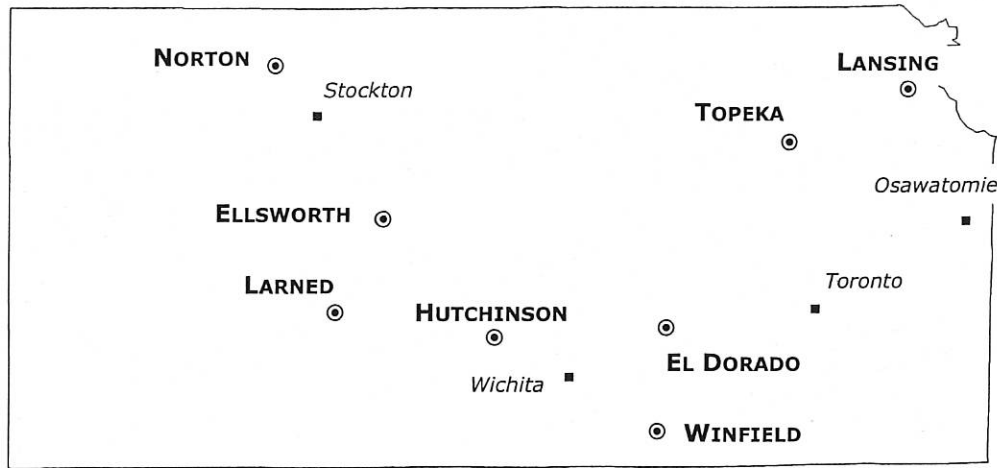 NORTON
LANSING
Stockton
TOPEKA
Osawatomie
ELLSWORTH
LARNED
Toronto
HUTCHINSON
EL DORADO
Wichita
WINFIELD